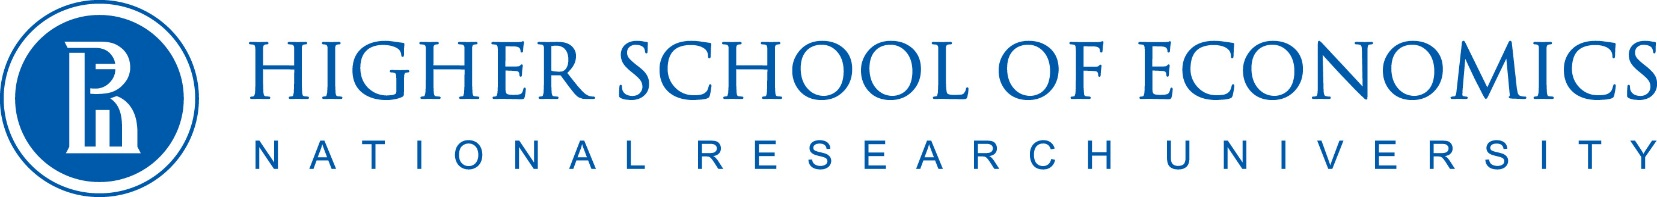 HIGHER SCHOOL OF ECONOMICS
NATIONAL RESEARCH UNIVERSITY